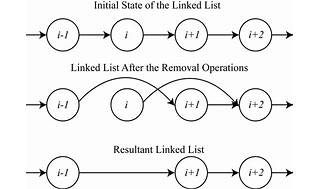 Initial State of the Linked List
i-1 i i+1 i+2
Linked List After the Removal Operations
i-1 i i+1 i+2
Resultant Linked List
i-1 i+1 i+2